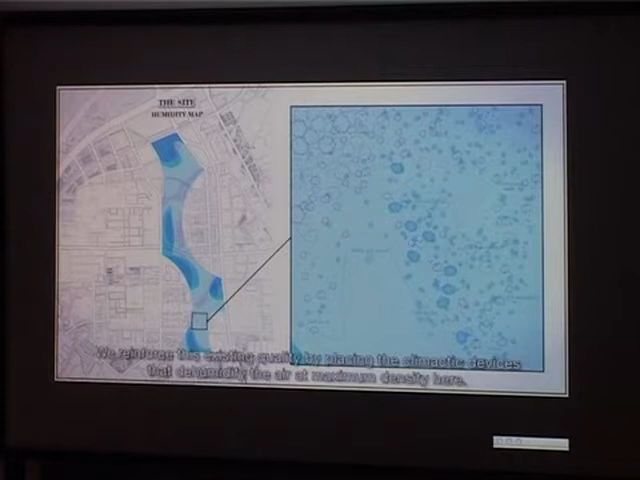 THE SITE
HUMIDITY MAP
We reinforce this existing quality by placing the climactic devices
that dehumidify the air at maximum density here.